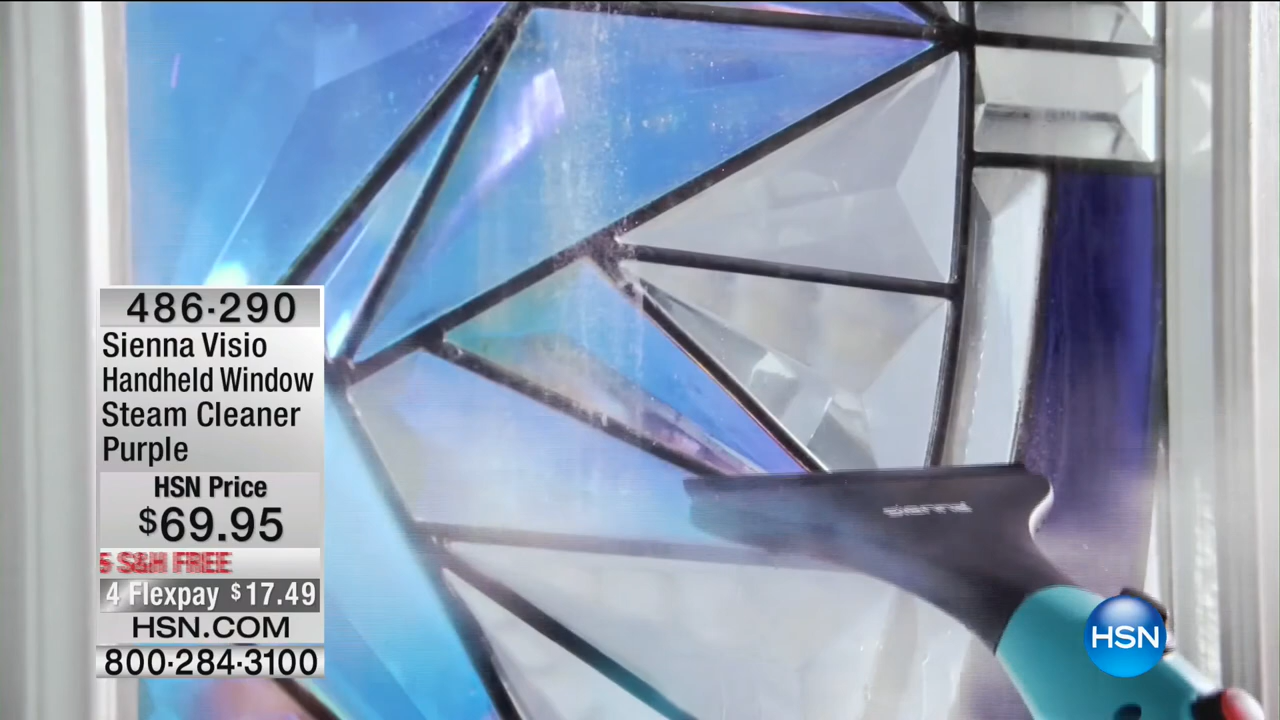 486·290
Sienna Visio
Handheld Window
Steam Cleaner
Purple
HSN Price
$69.95
S&H FREE
4 Flexpay $17.49
HSN.COM
800·284·3100
sienna
HSN